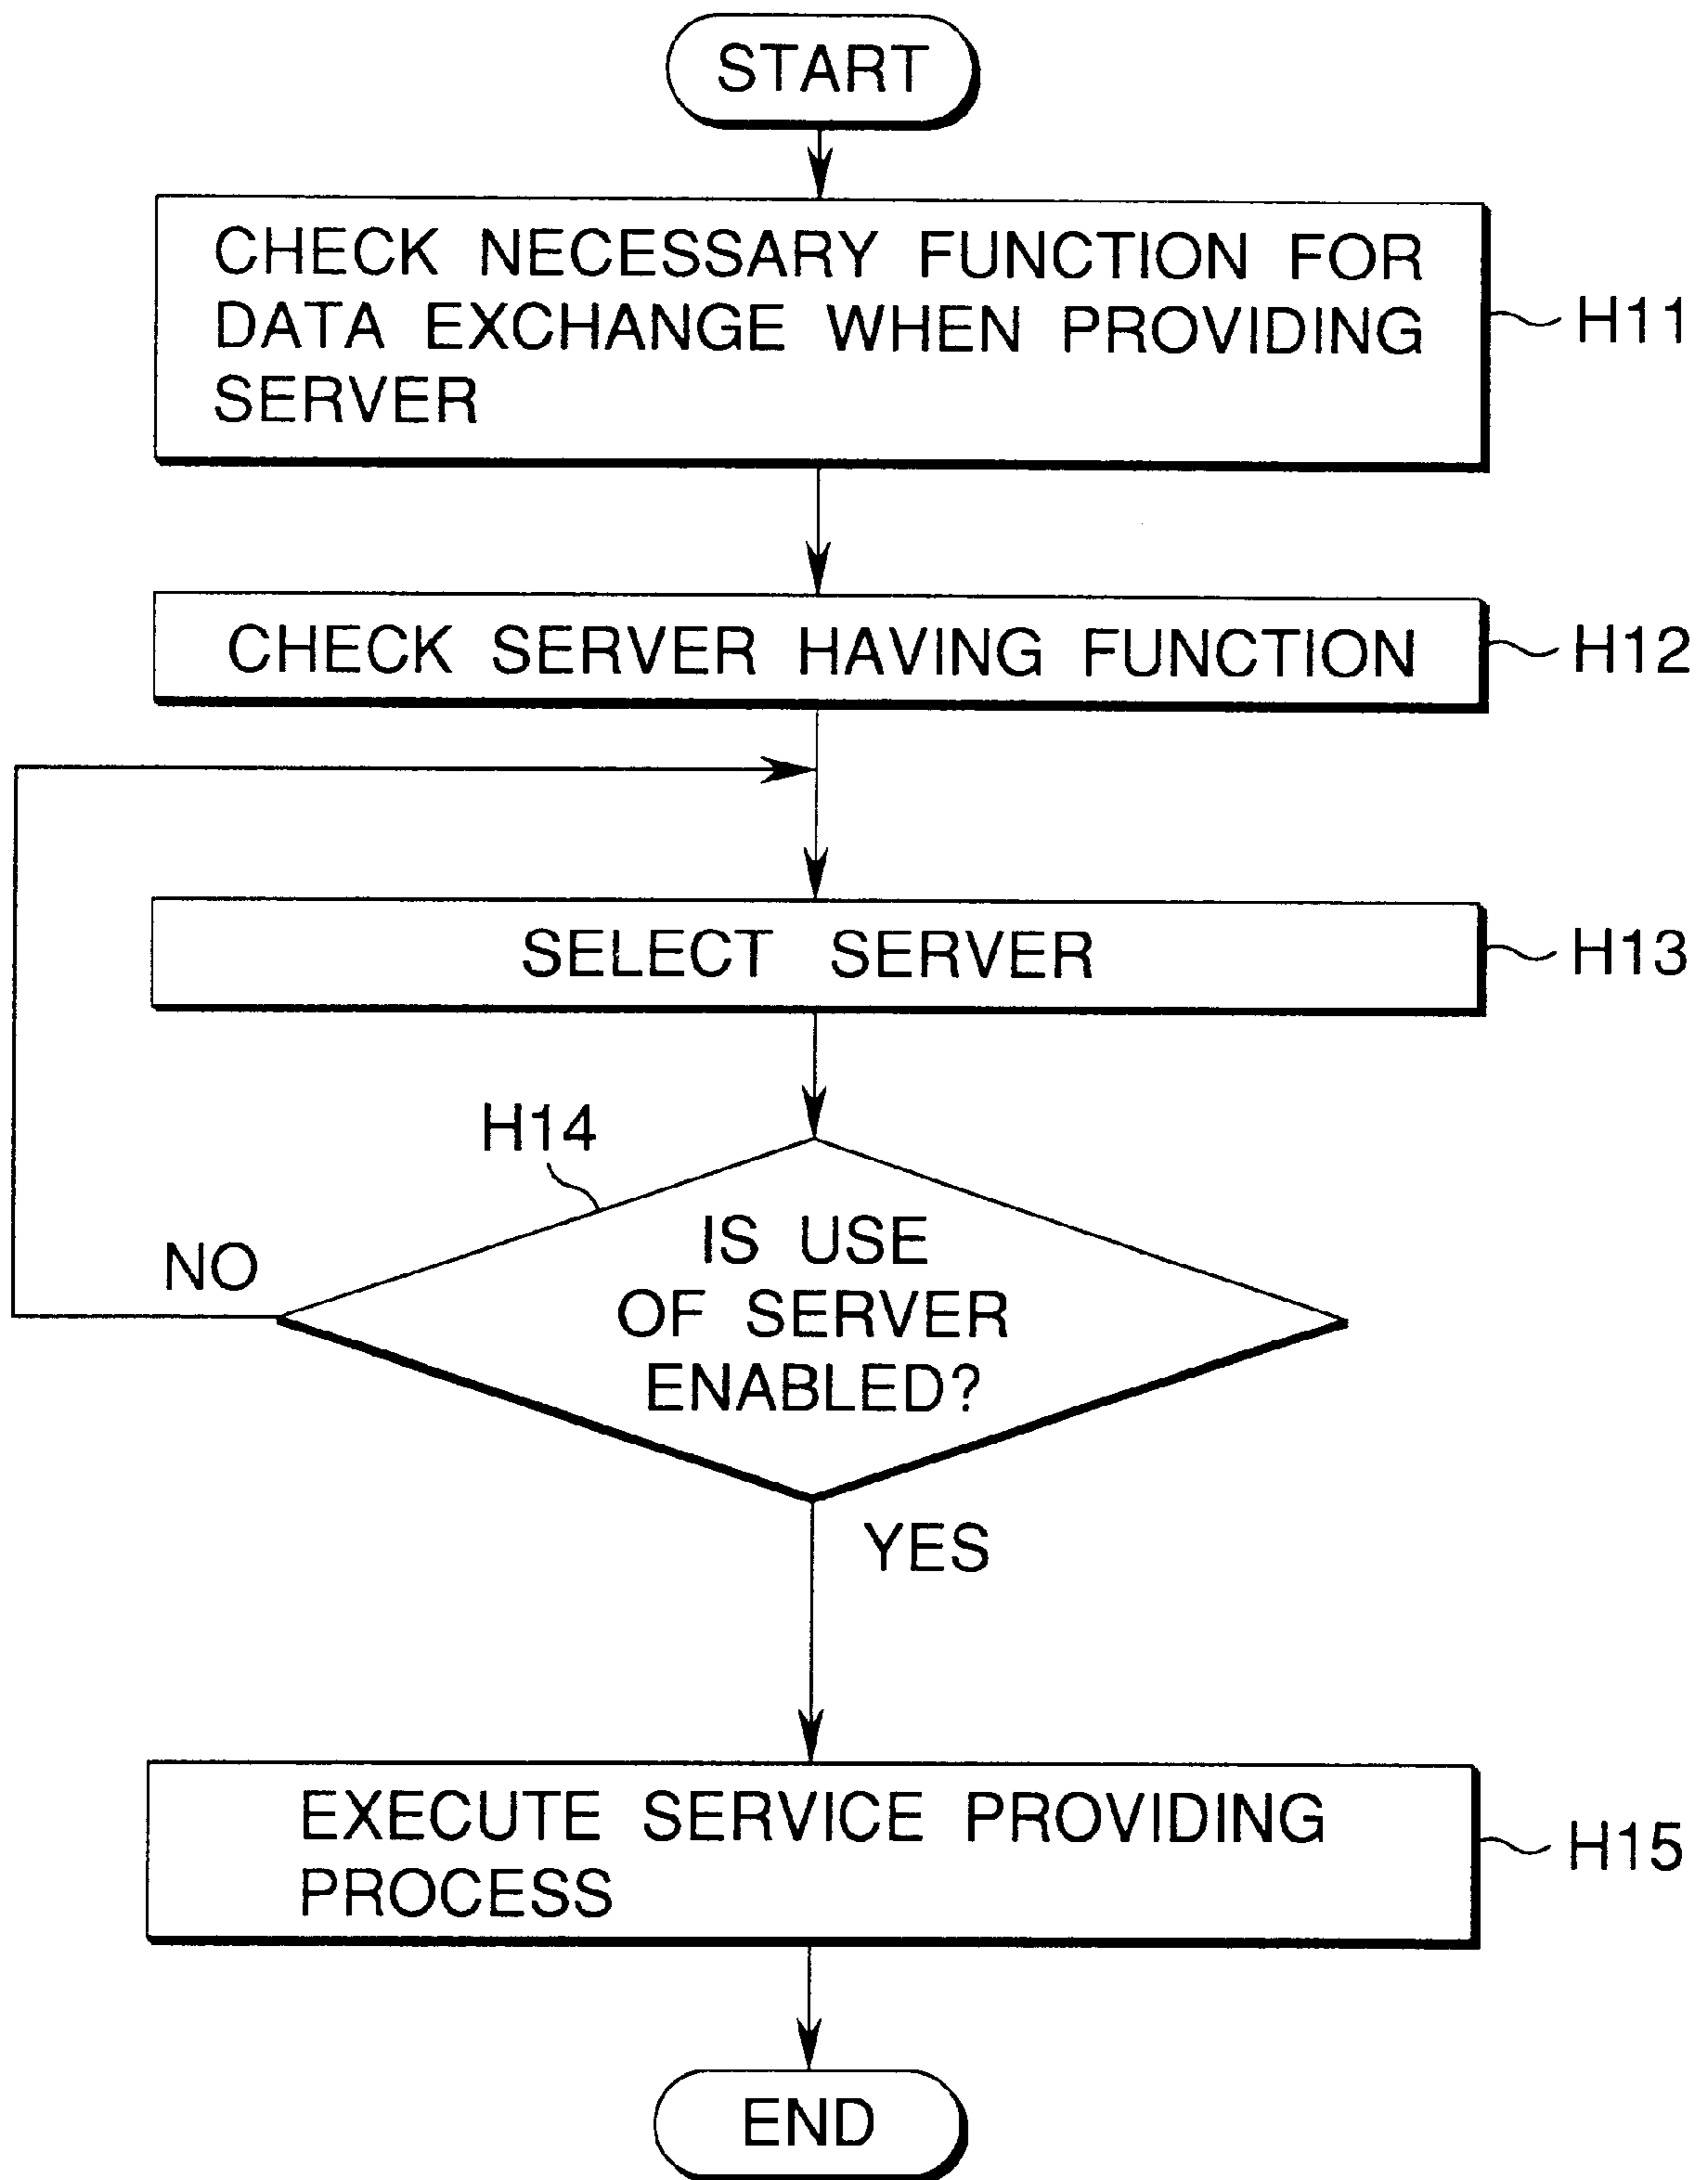 START
CHECK NECESSARY FUNCTION FOR
DATA EXCHANGE WHEN PROVIDING
SERVER
H11
CHECK SERVER HAVING FUNCTION
H12
SELECT SERVER
H13
H14
IS USE
OF SERVER
ENABLED?
NO
YES
EXECUTE SERVICE PROVIDING
PROCESS
H15
END